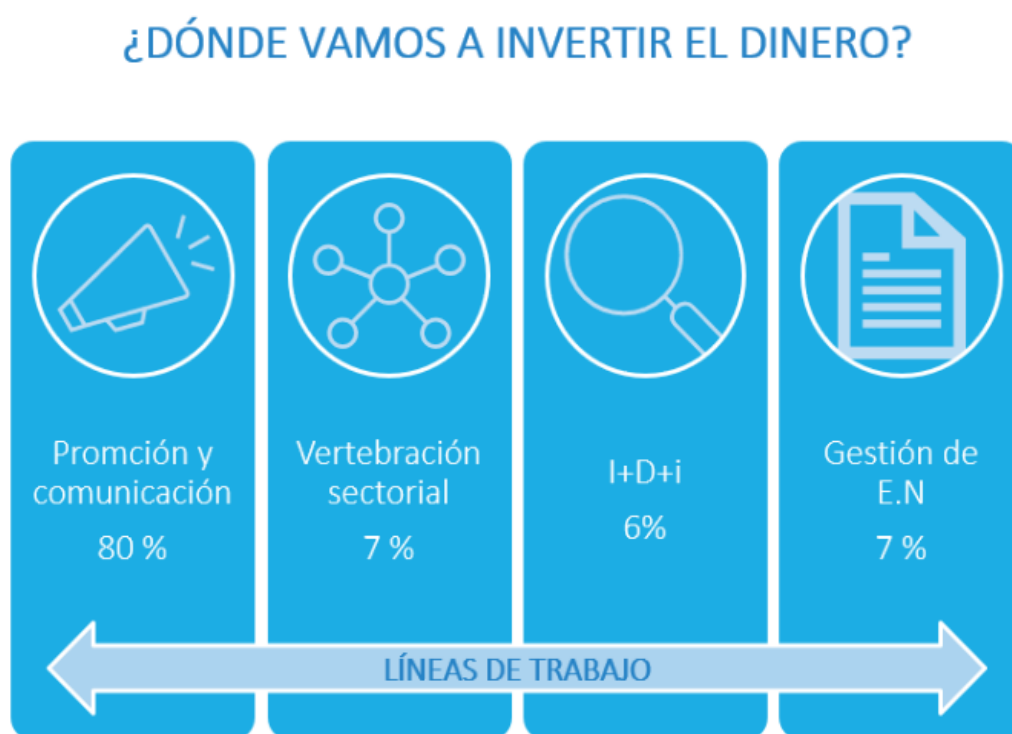 ¿DÓNDE VAMOS A INVERTIR EL DINERO?
Promción y
comunicación
80 %
Vertebración
sectorial
7 %
I+D+i
6%
Gestión de
E.N
7 %
LÍNEAS DE TRABAJO